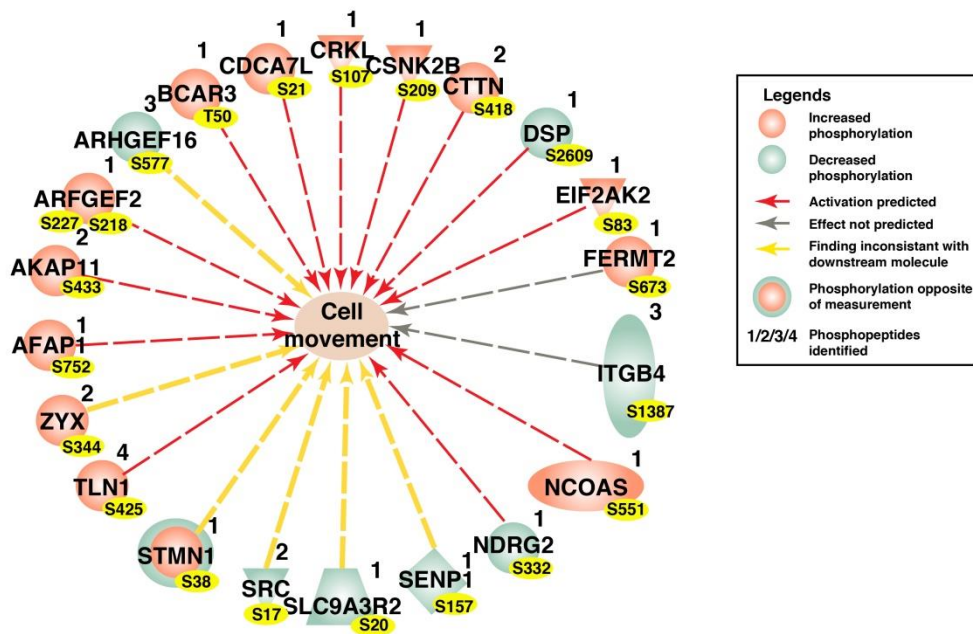 1
CRKL
S107
1
CDCA7L
S21
1
CSNK2B
S209
1
BCAR3
T50
2
CTTN
S418
3
ARHGEF16
S577
1
DSP
S2609
1
ARFGEF2
S227 S218
1
EIF2AK2
S83
2
AKAP11
S433
1
FERMT2
S673
1
AFAP1
S752
Cell
movement
3
ITGB4
S1387
2
ZYX
S344
4
TLN1
S425
1
NCOAS
S551
1
STMN1
S38
2
SRC
S17
1
SLC9A3R2
S20
1
SENP1
S157
1
NDRG2
S332
Legends
Increased
phosphorylation
Decreased
phosphorylation
Activation predicted
Effect not predicted
Finding inconsistant with
downstream molecule
Phosphorylation opposite
of measurement
1/2/3/4 Phosphopeptides
identified